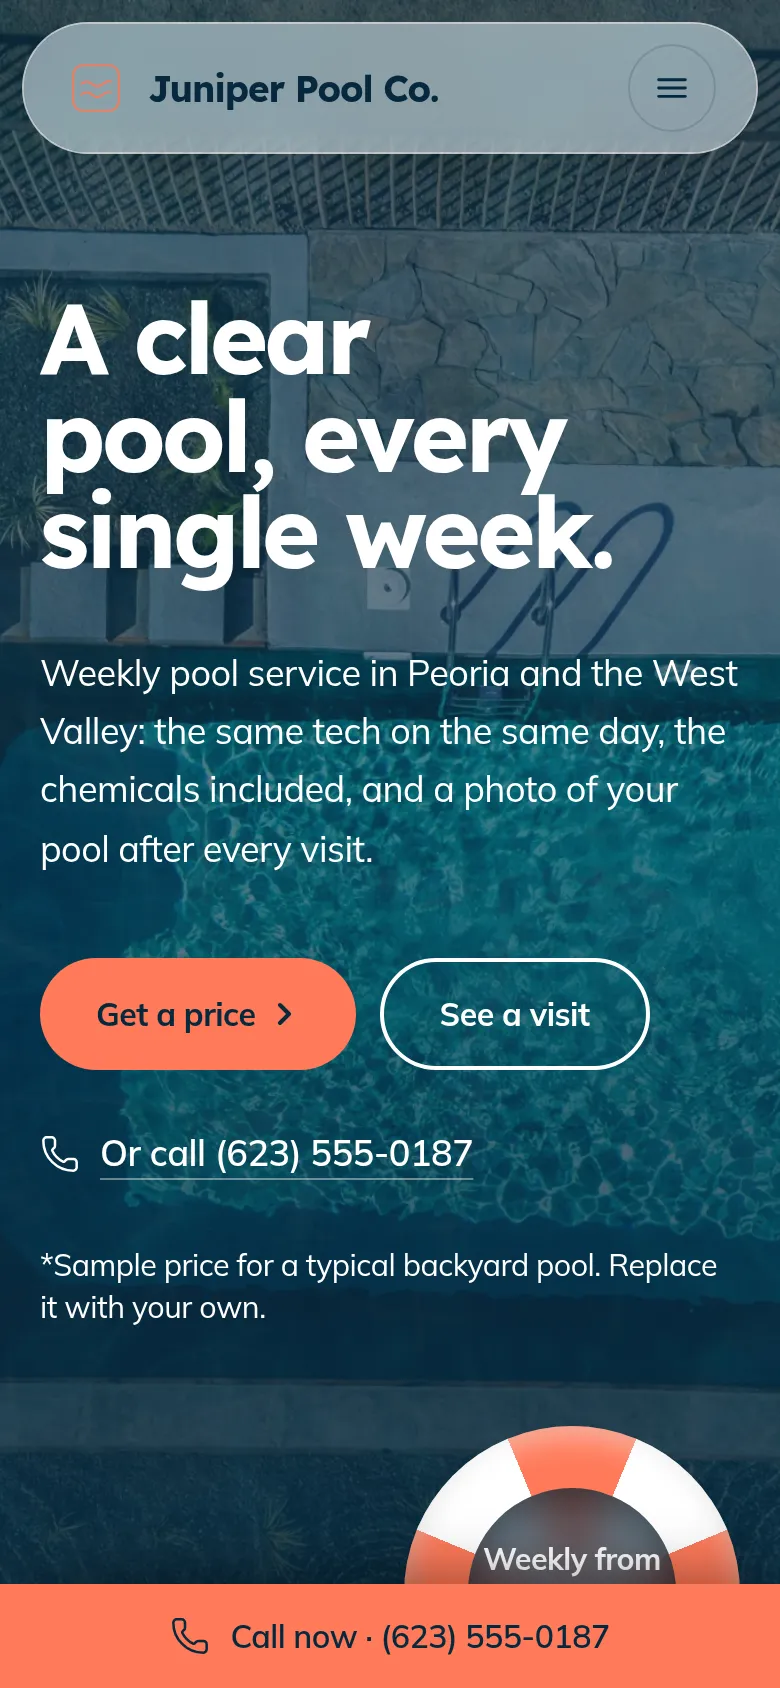 Juniper Pool Co.
A clear
pool, every
single week.
Weekly pool service in Peoria and the West
Valley: the same tech on the same day, the
chemicals included, and a photo of your
pool after every visit.
Get a price
See a visit
Or call (623) 555-0187
*Sample price for a typical backyard pool. Replace
it with your own.
Weekly from
Call now · (623) 555-0187